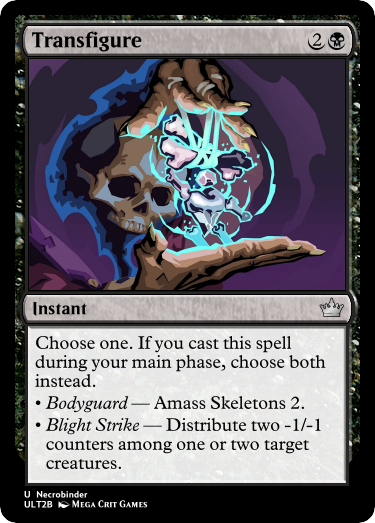 Transfigure 2
Instant
Choose one. If you cast this spell
during your main phase, choose both
instead.
• Bodyguard — Amass Skeletons 2.
• Blight Strike — Distribute two -1/-1
counters among one or two target
creatures.
U Necrobinder
ULT2B MEGA CRIT GAMES